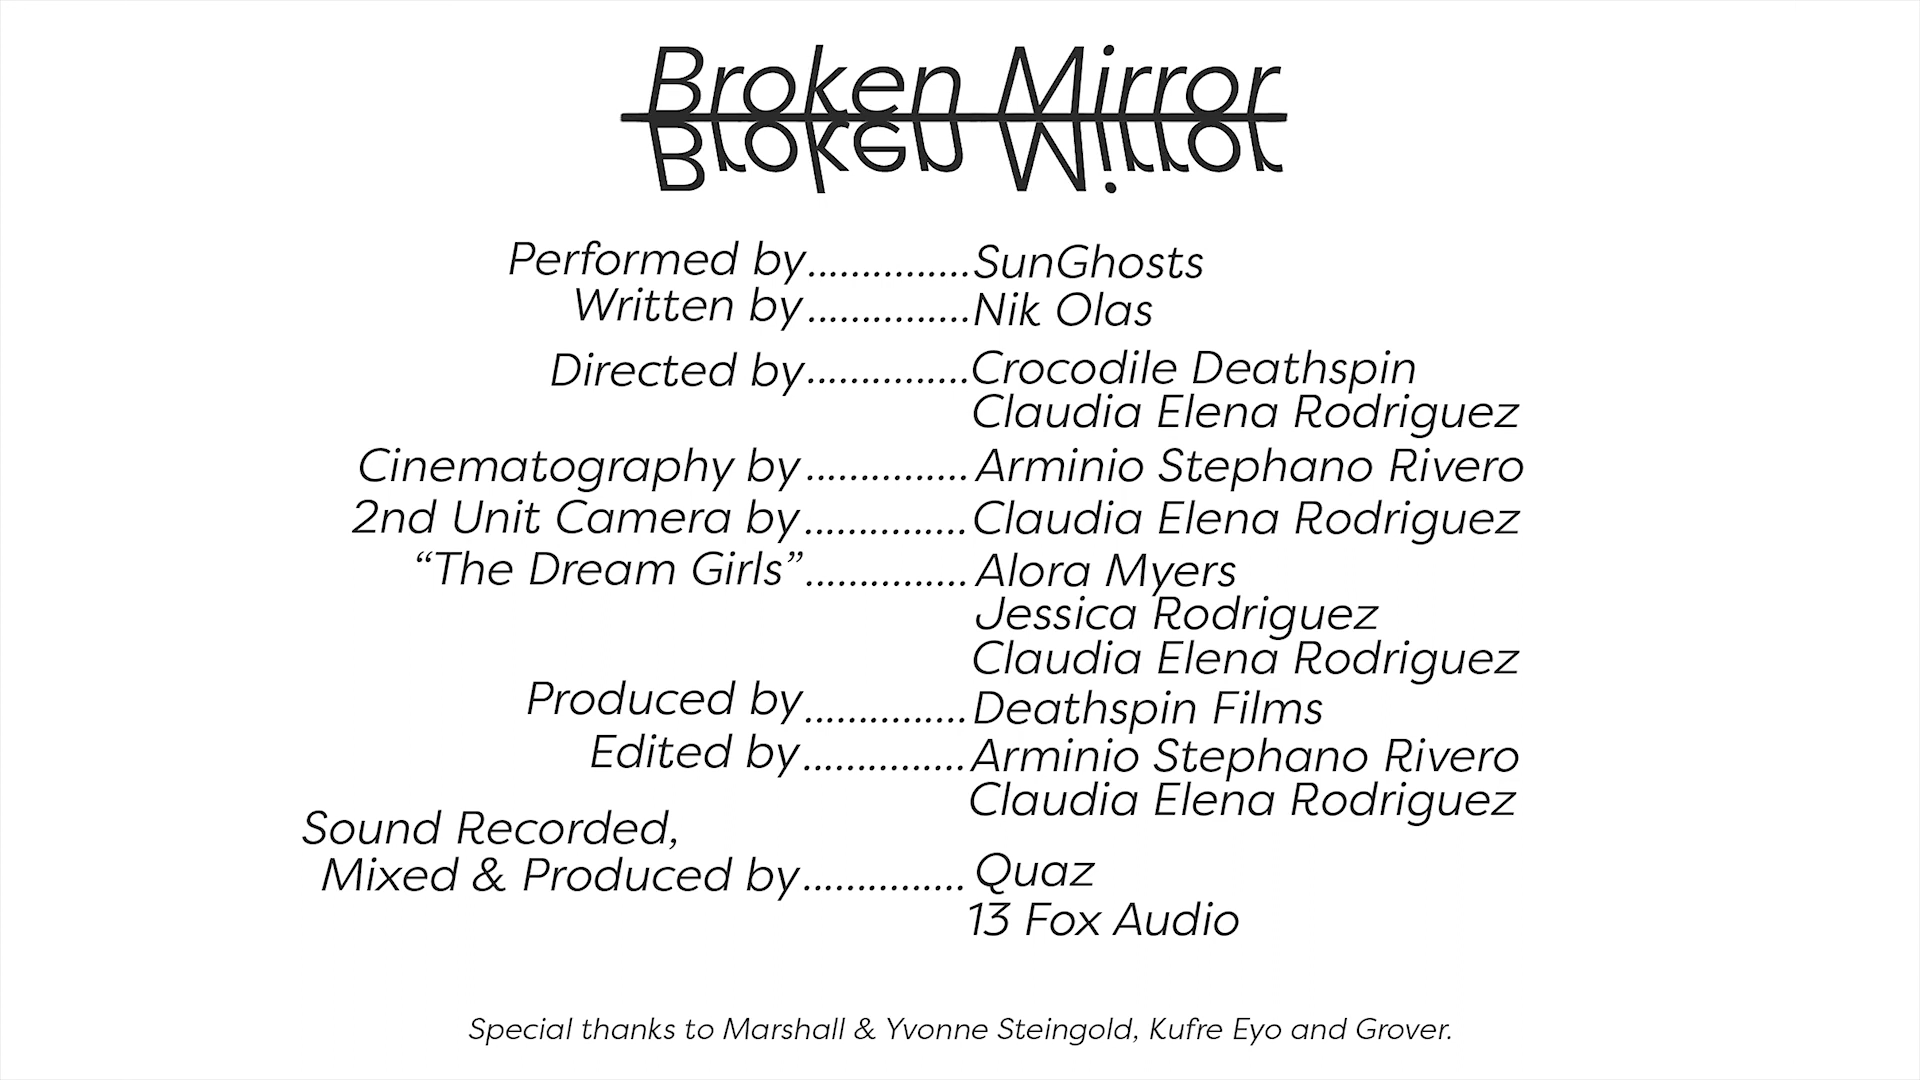 Broken Mirror
Broken Mirror
Performed by...............SunGhosts
Written by...............Nik Olas
Directed by...............Crocodile Deathspin
Claudia Elena Rodriguez
Cinematography by...............Arminio Stephano Rivero
2nd Unit Camera by...............Claudia Elena Rodriguez
“The Dream Girls”...............Alora Myers
Jessica Rodriguez
Claudia Elena Rodriguez
Produced by...............Deathspin Films
Edited by...............Arminio Stephano Rivero
Claudia Elena Rodriguez
Sound Recorded,
Mixed & Produced by...............Quaz
13 Fox Audio
Special thanks to Marshall & Yvonne Steingold, Kufre Eyo and Grover.